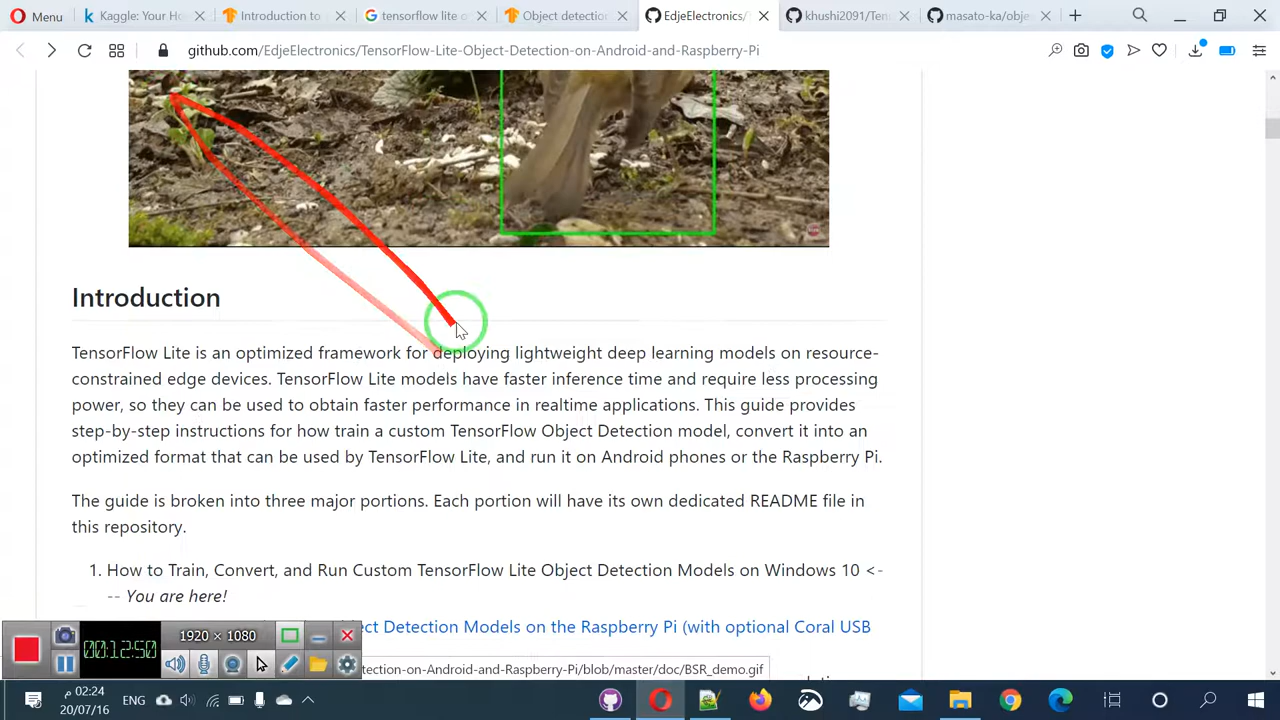 Menu
Kaggle: Your Ho
Introduction to
tensorflow lite o
Object detectio
EdjeElectronics/
khushi2091/Ten
masato-ka/obje
github.com/EdjeElectronics/TensorFlow-Lite-Object-Detection-on-Android-and-Raspberry-Pi
Introduction
TensorFlow Lite is an optimized framework for deploying lightweight deep learning models on resource-
constrained edge devices. TensorFlow Lite models have faster inference time and require less processing
power, so they can be used to obtain faster performance in realtime applications. This guide provides
step-by-step instructions for how train a custom TensorFlow Object Detection model, convert it into an
optimized format that can be used by TensorFlow Lite, and run it on Android phones or the Raspberry Pi.
The guide is broken into three major portions. Each portion will have its own dedicated README file in
this repository.
1. How to Train, Convert, and Run Custom TensorFlow Lite Object Detection Models on Windows 10 <-
-- You are here!
ect Detection Models on the Raspberry Pi (with optional Coral USB
00:12:50
1920 × 1080
etection-on-Android-and-Raspberry-Pi/blob/master/doc/BSR_demo.gif
02:24 م
20/07/16
ENG